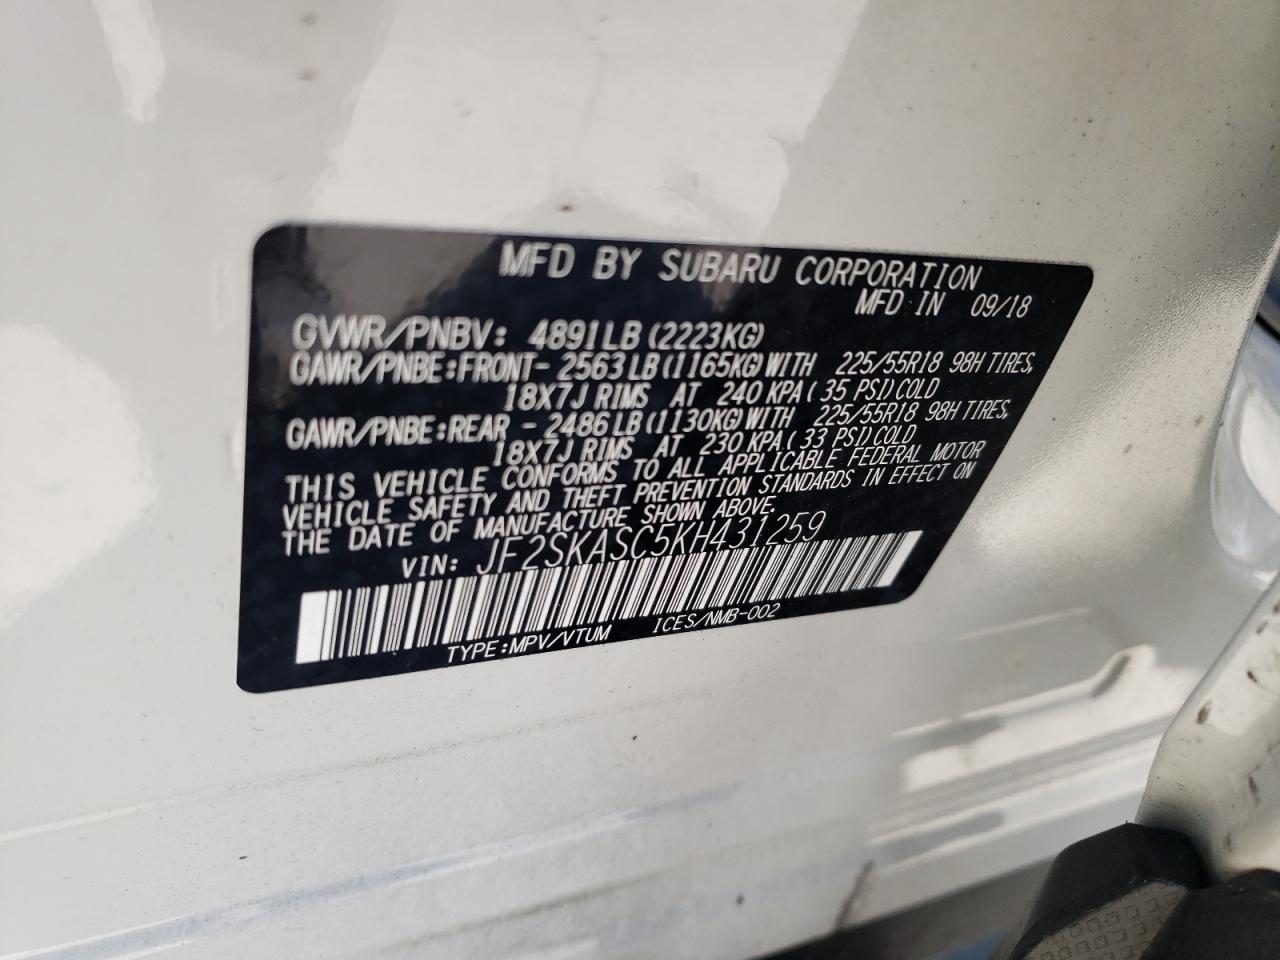 MFD BY SUBARU CORPORATION
MFD IN 09/18
GVWR/PNBV: 4891LB (2223KG)
GAWR/PNBE:FRONT- 2563LB(1165KG)WITH 225/55R18 98H TIRES,
18X7J RIMS AT 240 KPA( 35 PSI)COLD
GAWR/PNBE:REAR - 2486LB(1130KG)WITH 225/55R18 98H TIRES,
18X7J RIMS AT 230 KPA( 33 PSI)COLD
THIS VEHICLE CONFORMS TO ALL APPLICABLE FEDERAL MOTOR
VEHICLE SAFETY AND THEFT PREVENTION STANDARDS IN EFFECT ON
THE DATE OF MANUFACTURE SHOWN ABOVE.
VIN: JF2SKASC5KH431259
TYPE:MPV/VTUM ICES/NMB-002